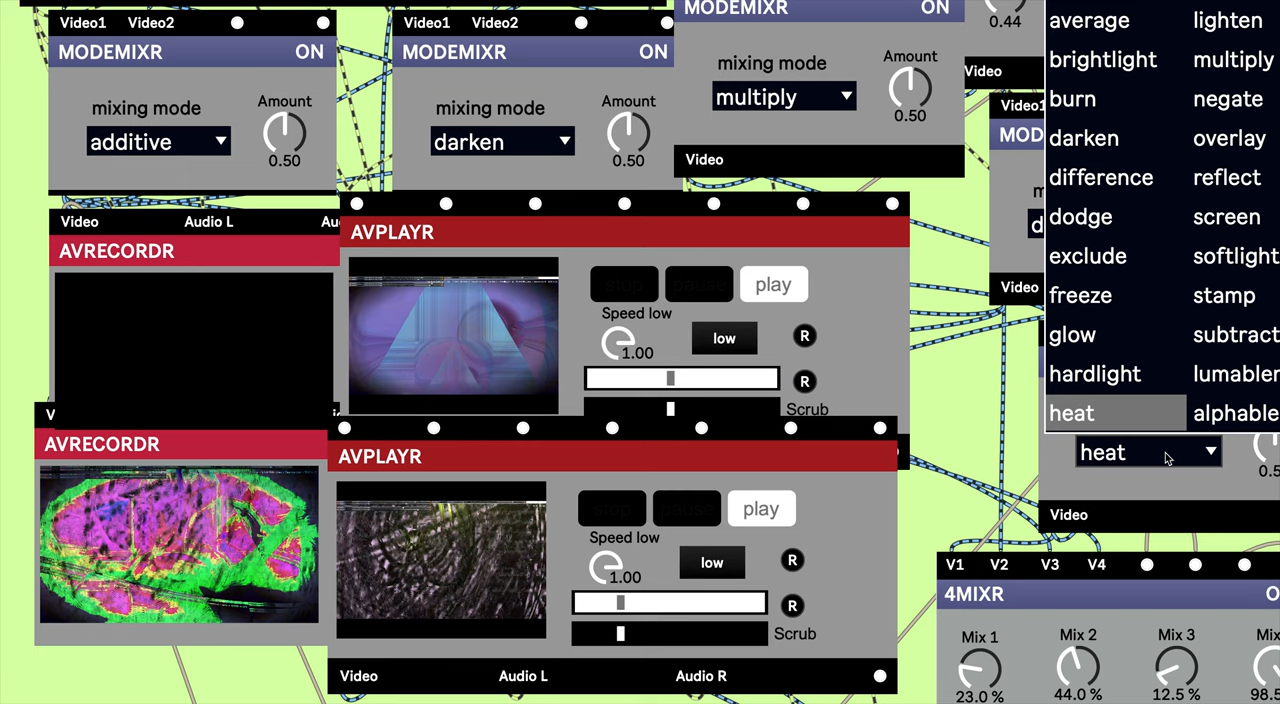 Video1 Video2
MODEMIXR ON
mixing mode
Amount
additive
0.50
Video1 Video2
MODEMIXR ON
mixing mode
Amount
darken
0.50
MODEMIXR ON
mixing mode
Amount
multiply
0.50
Video
0.44
Video
Video1
MOD
Video
average lighten
brightlight multiply
burn negate
darken overlay
difference reflect
dodge screen
exclude softlight
freeze stamp
glow subtract
hardlight
heat
heat
Video
Video Audio L
AVRECORDR
AVPLAYR
stop pause play
Speed low
1.00
low
R
R
Scrub
AVRECORDR
AVPLAYR
stop pause play
Speed low
1.00
low
R
R
Scrub
Video Audio L Audio R
V1 V2 V3 V4
4MIXR
Mix 1 Mix 2 Mix 3
23.0 % 44.0 % 12.5 %